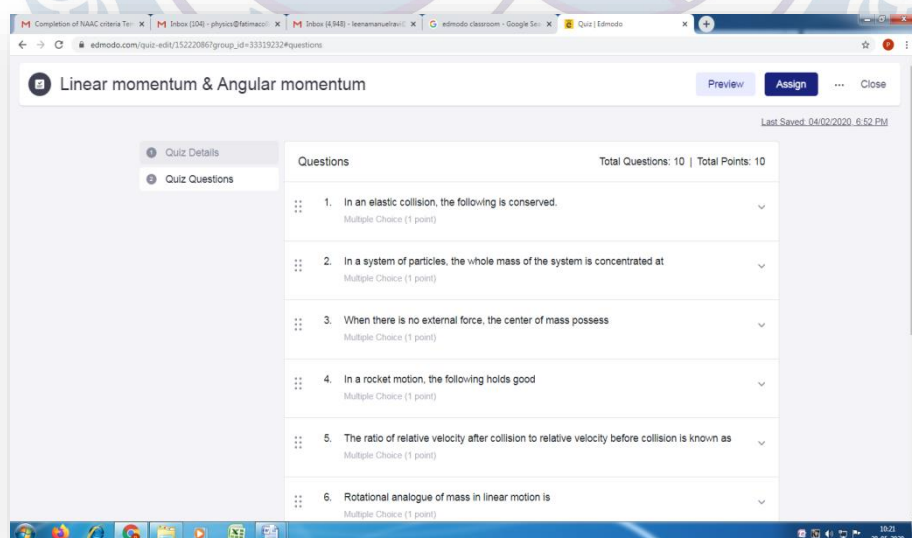 Completion of NAAC criteria Ten
M Inbox (104) - physics@fatimacoll
M Inbox (4,948) - leenamanuelravi
G edmodo classroom - Google Sea
Quiz | Edmodo
edmodo.com/quiz-edit/15222086?group_id=33319232#questions
P
Linear momentum & Angular momentum
Preview
Assign
...
Close
Last Saved: 04/02/2020, 6:52 PM
1 Quiz Details
2 Quiz Questions
Questions
Total Questions: 10 | Total Points: 10
1. In an elastic collision, the following is conserved.
Multiple Choice (1 point)
2. In a system of particles, the whole mass of the system is concentrated at
Multiple Choice (1 point)
3. When there is no external force, the center of mass possess
Multiple Choice (1 point)
4. In a rocket motion, the following holds good
Multiple Choice (1 point)
5. The ratio of relative velocity after collision to relative velocity before collision is known as
Multiple Choice (1 point)
6. Rotational analogue of mass in linear motion is
Multiple Choice (1 point)
10:21